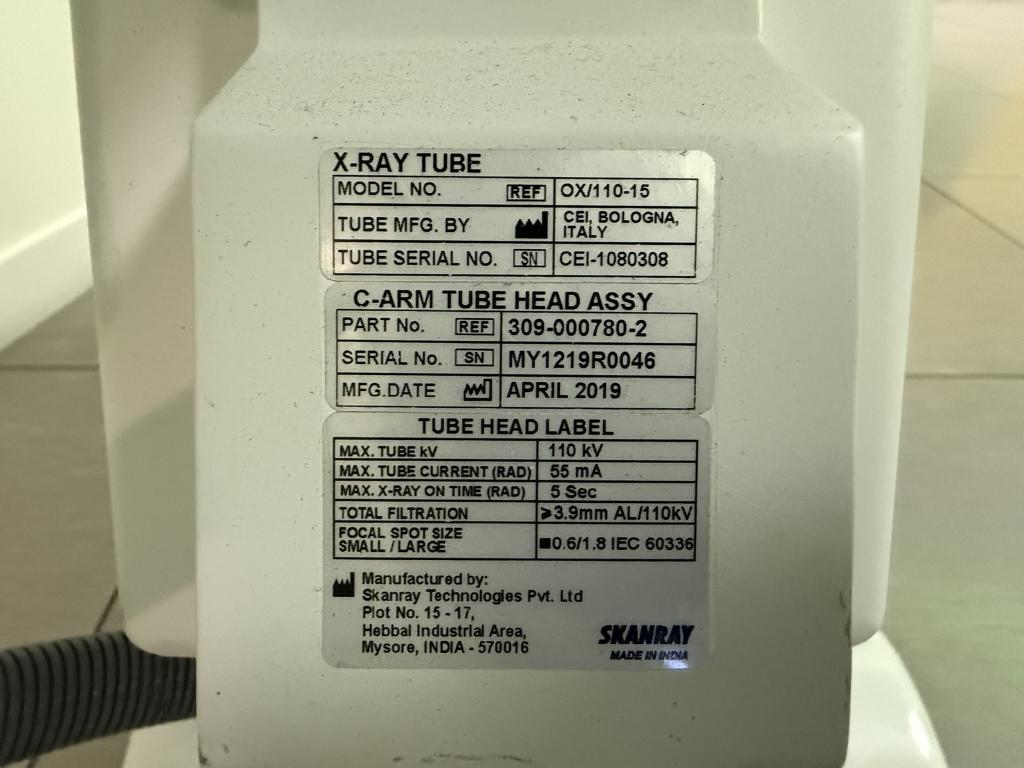 X-RAY TUBE
MODEL NO. REF OX/110-15
TUBE MFG. BY CEI, BOLOGNA,
ITALY
TUBE SERIAL NO. SN CEI-1080308
C-ARM TUBE HEAD ASSY
PART No. REF 309-000780-2
SERIAL No. SN MY1219R0046
MFG.DATE APRIL 2019
TUBE HEAD LABEL
MAX. TUBE kV 110 kV
MAX. TUBE CURRENT (RAD) 55 mA
MAX. X-RAY ON TIME (RAD) 5 Sec
TOTAL FILTRATION ⩾3.9mm AL/110kV
FOCAL SPOT SIZE
SMALL / LARGE ■0.6/1.8 IEC 60336
Manufactured by:
Skanray Technologies Pvt. Ltd
Plot No. 15 - 17,
Hebbal Industrial Area,
Mysore, INDIA - 570016
SKANRAY
MADE IN INDIA